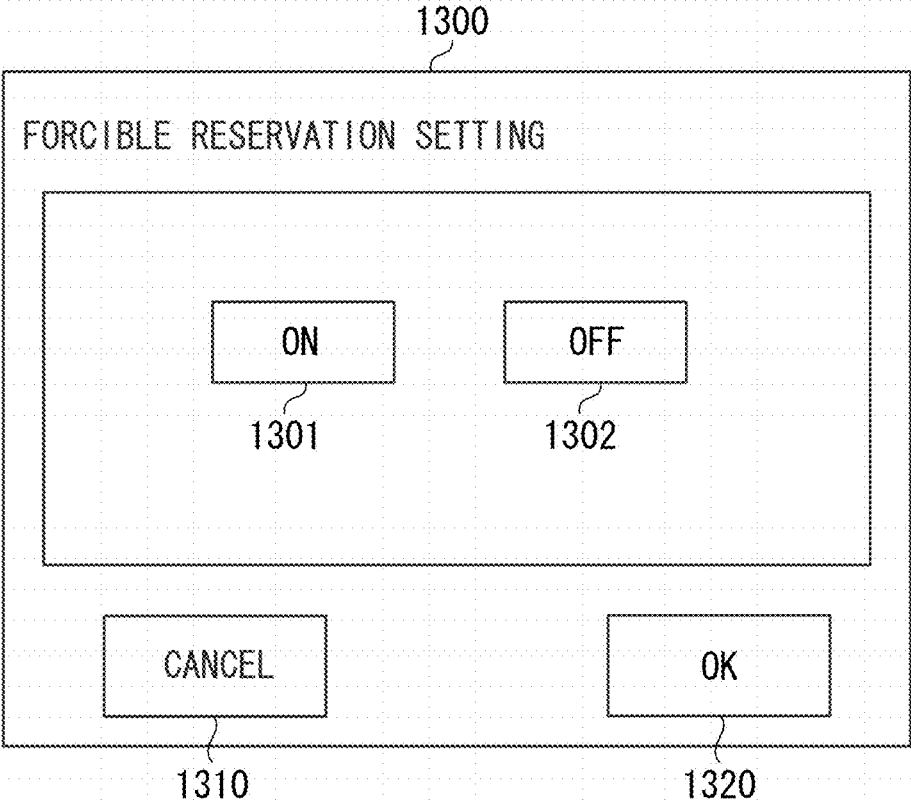 1300
FORCIBLE RESERVATION SETTING
ON OFF
1301 1302
CANCEL OK
1310 1320